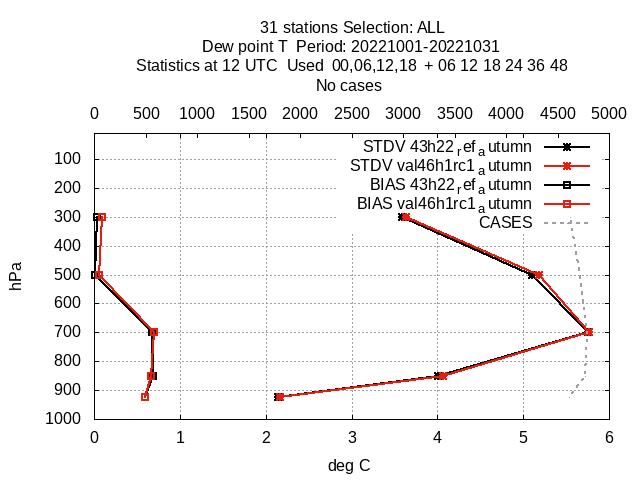 31 stations Selection: ALL
Dew point T  Period: 20221001-20221031
Statistics at 12 UTC  Used  00,06,12,18  + 06 12 18 24 36 48
No cases
0 500 1000 1500 2000 2500 3000 3500 4000 4500 5000
STDV 43h22_ref_autumn
STDV val46h1rc1_autumn
BIAS 43h22_ref_autumn
BIAS val46h1rc1_autumn
CASES
100
200
300
400
500
600
700
800
900
1000
hPa
0 1 2 3 4 5 6
deg C